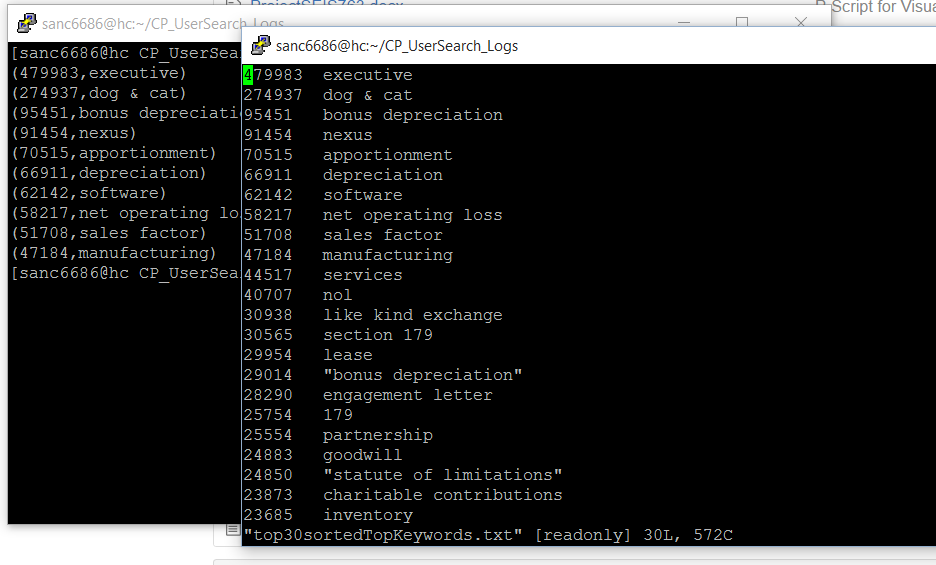 ProjectSEIS763.docx
R Script for Visua
sanc6686@hc:~/CP_UserSearch_Logs
[sanc6686@hc CP_UserSea
(479983,executive)
(274937,dog & cat)
(95451,bonus depreciati
(91454,nexus)
(70515,apportionment)
(66911,depreciation)
(62142,software)
(58217,net operating lo
(51708,sales factor)
(47184,manufacturing)
[sanc6686@hc CP_UserSea
sanc6686@hc:~/CP_UserSearch_Logs
479983 executive
274937 dog & cat
95451 bonus depreciation
91454 nexus
70515 apportionment
66911 depreciation
62142 software
58217 net operating loss
51708 sales factor
47184 manufacturing
44517 services
40707 nol
30938 like kind exchange
30565 section 179
29954 lease
29014 "bonus depreciation"
28290 engagement letter
25754 179
25554 partnership
24883 goodwill
24850 "statute of limitations"
23873 charitable contributions
23685 inventory
"top30sortedTopKeywords.txt" [readonly] 30L, 572C